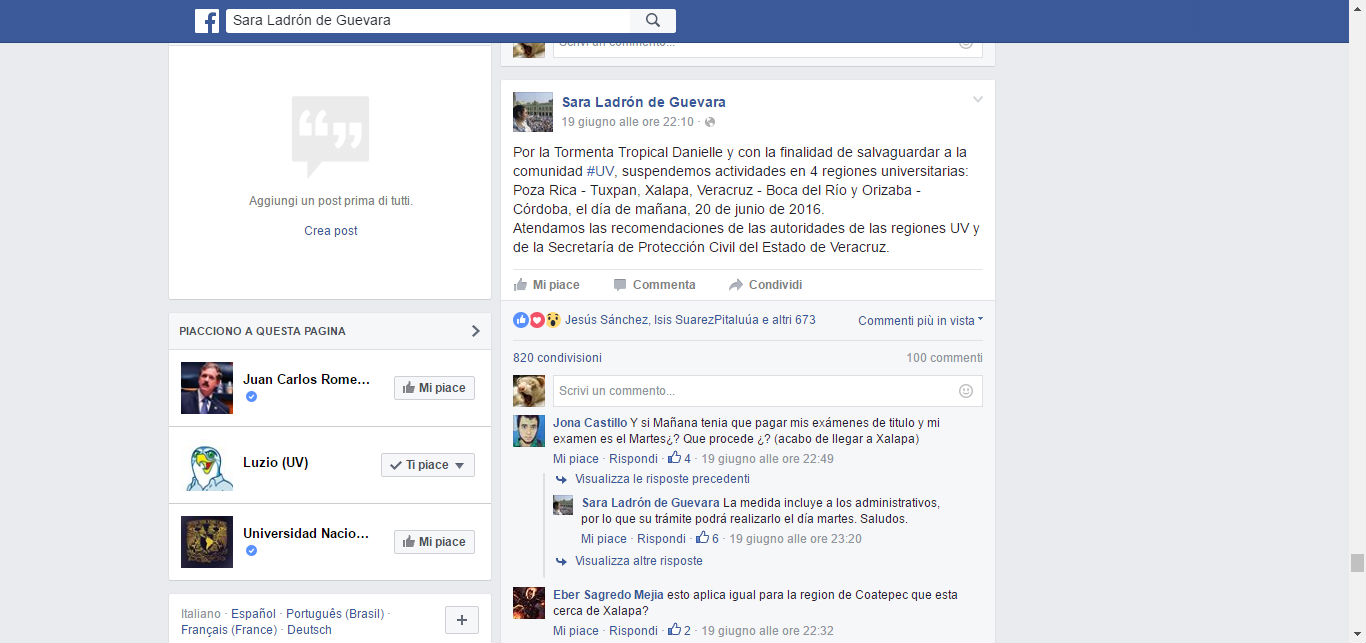 Sara Ladrón de Guevara
Aggiungi un post prima di tutti.
Crea post
PIACCIONO A QUESTA PAGINA
Juan Carlos Rome...
Mi piace
Luzio (UV)
Ti piace
Universidad Nacio...
Mi piace
Italiano · Español · Português (Brasil) ·
Français (France) · Deutsch
+
Scrivi un commento...
Sara Ladrón de Guevara
19 giugno alle ore 22:10 ·
Por la Tormenta Tropical Danielle y con la finalidad de salvaguardar a la
comunidad #UV, suspendemos actividades en 4 regiones universitarias:
Poza Rica - Tuxpan, Xalapa, Veracruz - Boca del Río y Orizaba -
Córdoba, el día de mañana, 20 de junio de 2016.
Atendamos las recomendaciones de las autoridades de las regiones UV y
de la Secretaría de Protección Civil del Estado de Veracruz.
Mi piace Commenta Condividi
Jesús Sánchez, Isis SuarezPitaluúa e altri 673 Commenti più in vista
820 condivisioni 100 commenti
Scrivi un commento...
Jona Castillo Y si Mañana tenia que pagar mis exámenes de titulo y mi
examen es el Martes¿? Que procede ¿? (acabo de llegar a Xalapa)
Mi piace · Rispondi · 4 · 19 giugno alle ore 22:49
Visualizza le risposte precedenti
Sara Ladrón de Guevara La medida incluye a los administrativos,
por lo que su trámite podrá realizarlo el día martes. Saludos.
Mi piace · Rispondi · 6 · 19 giugno alle ore 23:20
Visualizza altre risposte
Eber Sagredo Mejia esto aplica igual para la region de Coatepec que esta
cerca de Xalapa?
Mi piace · Rispondi · 2 · 19 giugno alle ore 22:32